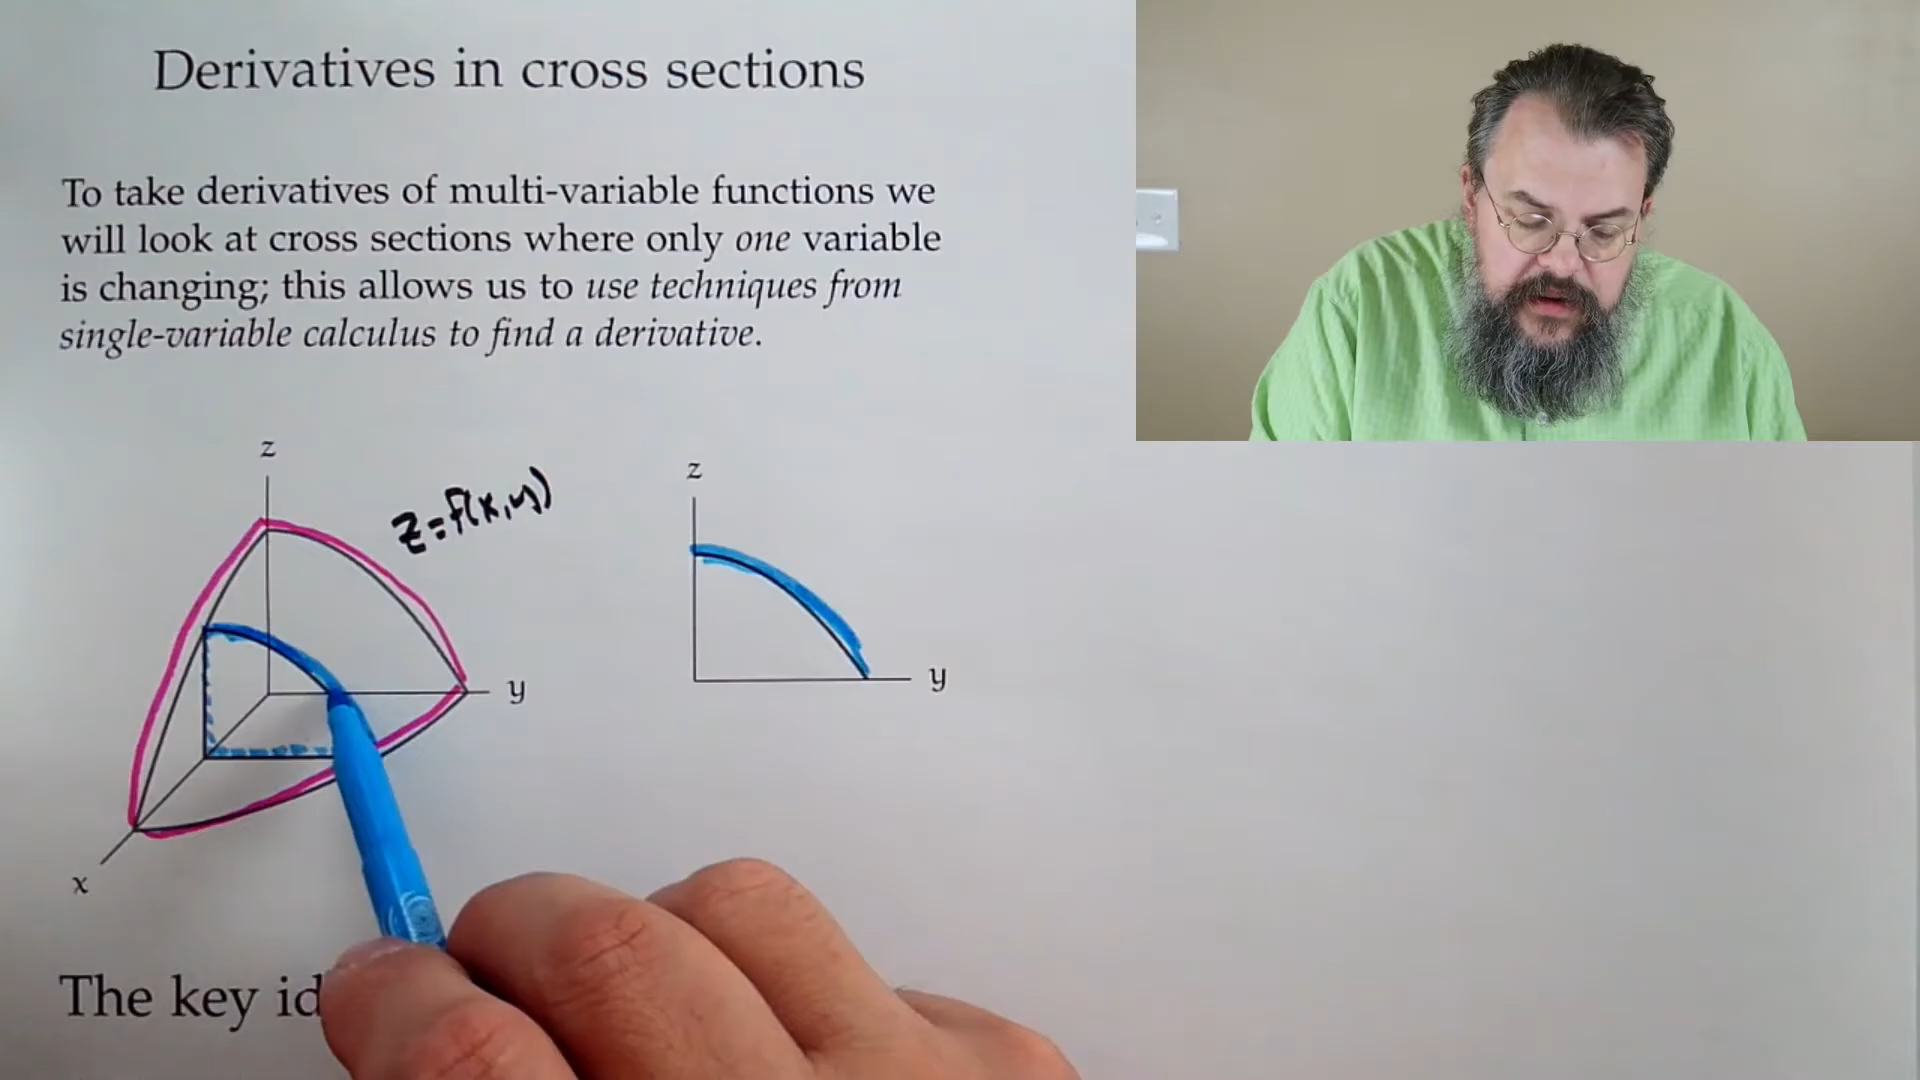 Derivatives in cross sections
To take derivatives of multi-variable functions we
will look at cross sections where only one variable
is changing; this allows us to use techniques from
single-variable calculus to find a derivative.
z
z=f(x,y)
y
x
z
y
The key